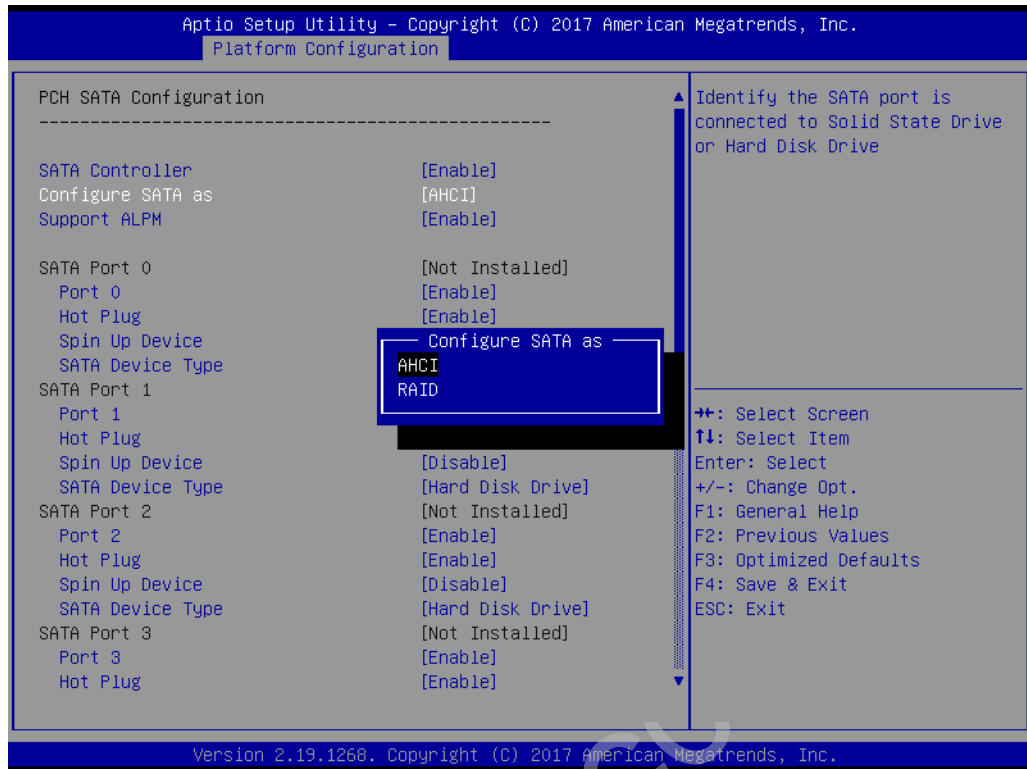 Aptio Setup Utility – Copyright (C) 2017 American Megatrends, Inc.
Platform Configuration
PCH SATA Configuration
--------------------------------------------------
SATA Controller [Enable]
Configure SATA as [AHCI]
Support ALPM [Enable]
SATA Port 0 [Not Installed]
Port 0 [Enable]
Hot Plug [Enable]
Spin Up Device
SATA Device Type
SATA Port 1
Port 1
Hot Plug
Spin Up Device [Disable]
SATA Device Type [Hard Disk Drive]
SATA Port 2 [Not Installed]
Port 2 [Enable]
Hot Plug [Enable]
Spin Up Device [Disable]
SATA Device Type [Hard Disk Drive]
SATA Port 3 [Not Installed]
Port 3 [Enable]
Hot Plug [Enable]
Configure SATA as
AHCI
RAID
Identify the SATA port is
connected to Solid State Drive
or Hard Disk Drive
→←: Select Screen
↑↓: Select Item
Enter: Select
+/-: Change Opt.
F1: General Help
F2: Previous Values
F3: Optimized Defaults
F4: Save & Exit
ESC: Exit
Version 2.19.1268. Copyright (C) 2017 American Megatrends, Inc.